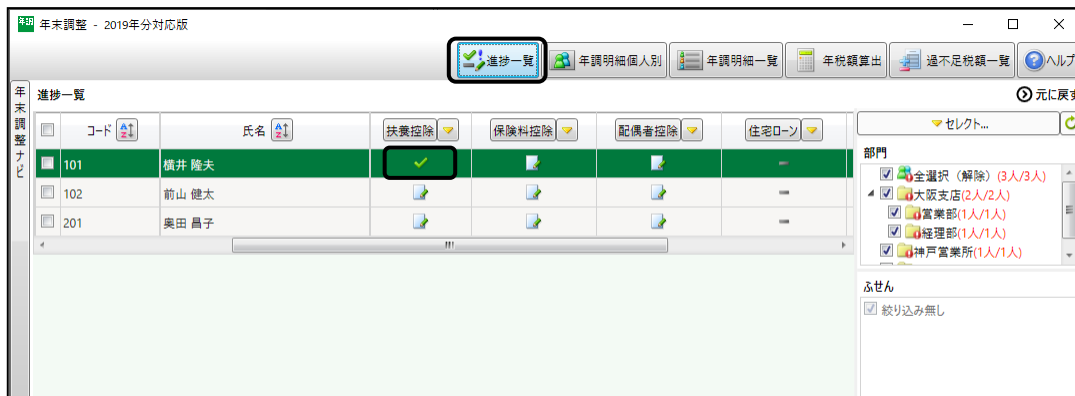 年調 年末調整 - 2019年分対応版
進捗一覧 年調明細個人別 年調明細一覧 年税額算出 過不足税額一覧 ヘルプ
年末調整ナビ
進捗一覧 元に戻す
コード 氏名 扶養控除 保険料控除 配偶者控除 住宅ローン
101 横井 隆夫
102 前山 健太
201 奥田 昌子
セレクト...
部門
全選択（解除）(3人/3人)
大阪支店(2人/2人)
営業部(1人/1人)
経理部(1人/1人)
神戸営業所(1人/1人)
ふせん
絞り込み無し